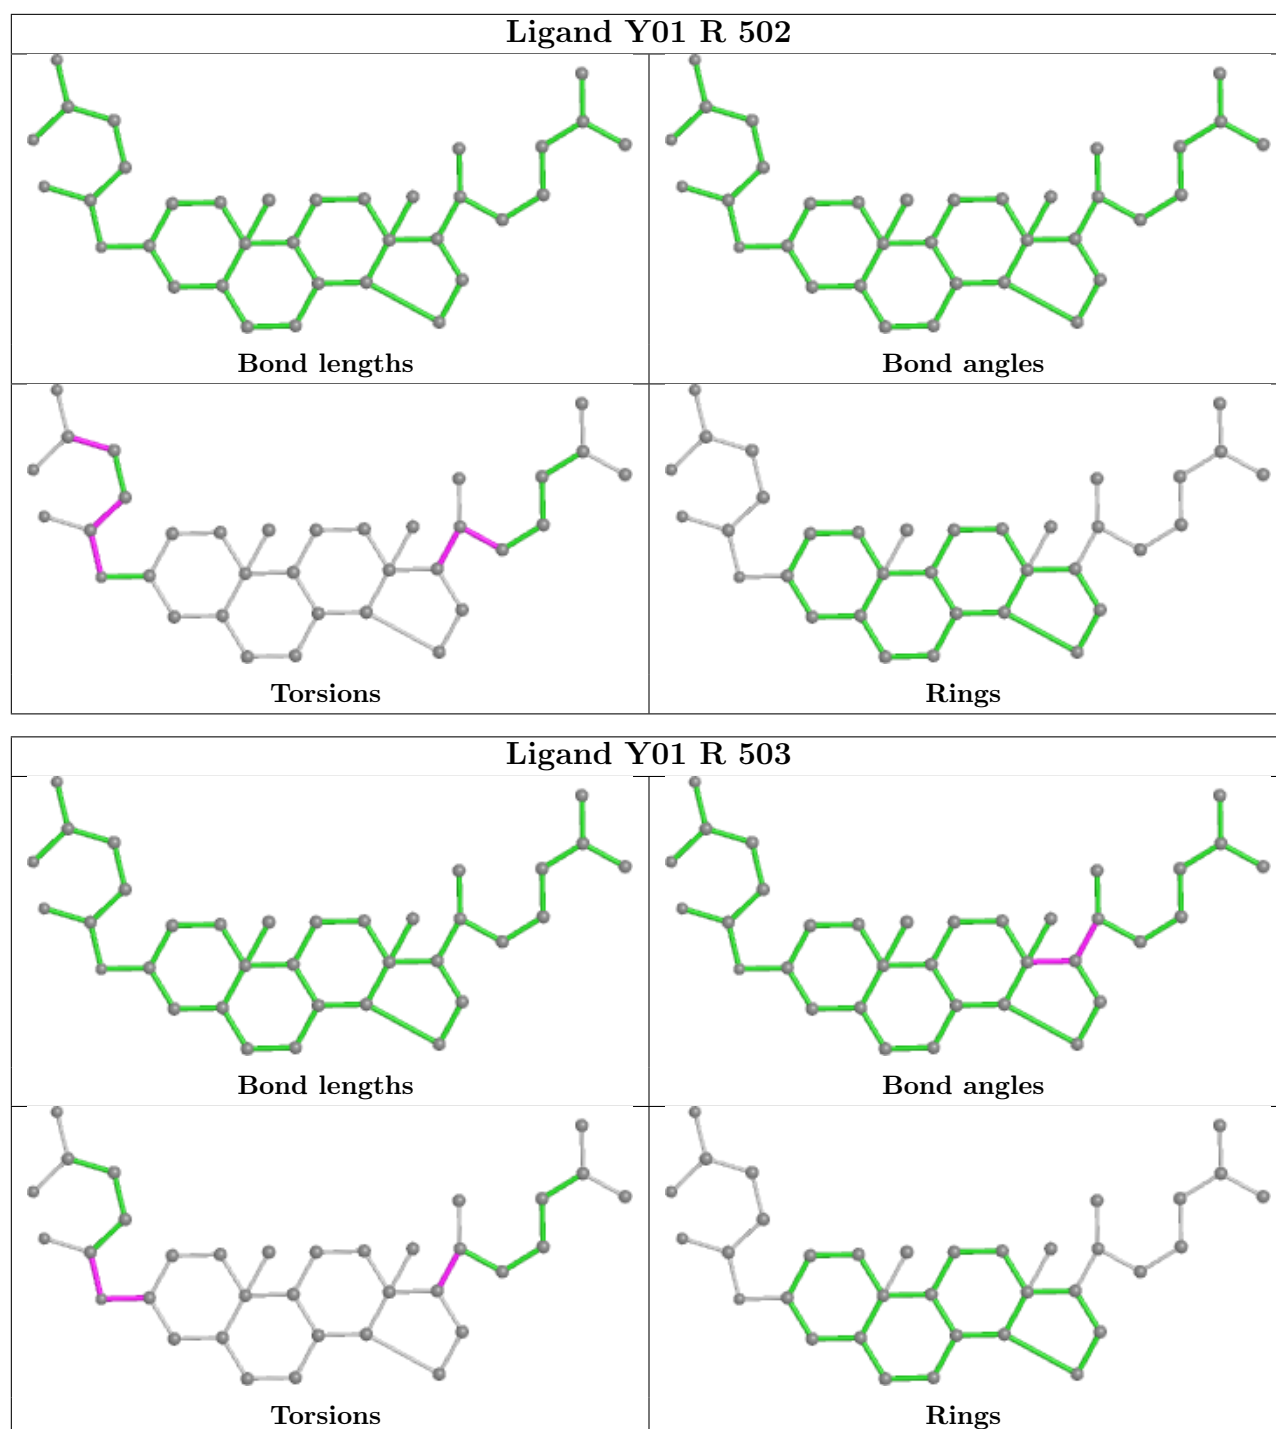 Ligand Y01 R 502
Bond lengths
Bond angles
Torsions
Rings
Ligand Y01 R 503
Bond lengths
Bond angles
Torsions
Rings